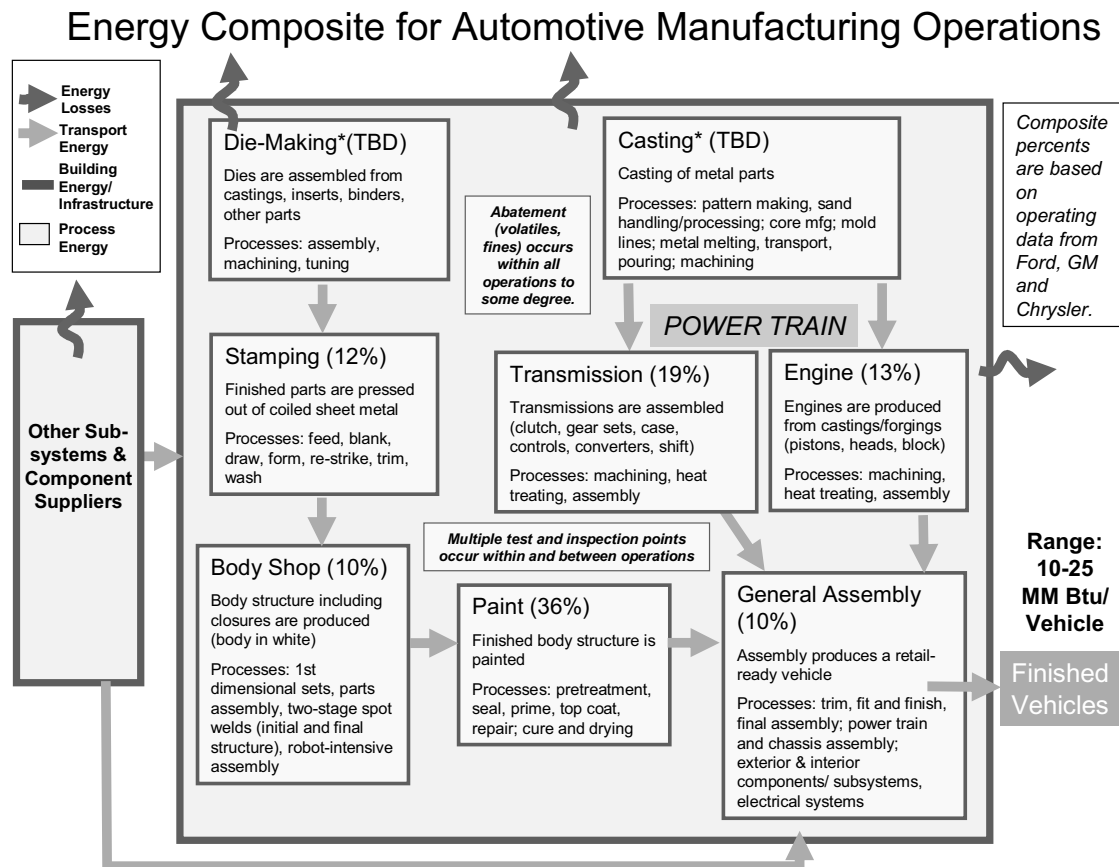 Energy Composite for Automotive Manufacturing Operations
Energy
Losses
Transport
Energy
Building
Energy/
Infrastructure
Process
Energy
Other Sub-
systems &
Component
Suppliers
Die-Making*(TBD)
Dies are assembled from
castings, inserts, binders,
other parts
Processes: assembly,
machining, tuning
Abatement
(volatiles,
fines) occurs
within all
operations to
some degree.
Casting* (TBD)
Casting of metal parts
Processes: pattern making, sand
handling/processing; core mfg; mold
lines; metal melting, transport,
pouring; machining
Composite
percents
are based
on
operating
data from
Ford, GM
and
Chrysler.
POWER TRAIN
Stamping (12%)
Finished parts are pressed
out of coiled sheet metal
Processes: feed, blank,
draw, form, re-strike, trim,
wash
Transmission (19%)
Transmissions are assembled
(clutch, gear sets, case,
controls, converters, shift)
Processes: machining, heat
treating, assembly
Engine (13%)
Engines are produced
from castings/forgings
(pistons, heads, block)
Processes: machining,
heat treating, assembly
Multiple test and inspection points
occur within and between operations
Body Shop (10%)
Body structure including
closures are produced
(body in white)
Processes: 1st
dimensional sets, parts
assembly, two-stage spot
welds (initial and final
structure), robot-intensive
assembly
Paint (36%)
Finished body structure is
painted
Processes: pretreatment,
seal, prime, top coat,
repair; cure and drying
General Assembly
(10%)
Assembly produces a retail-
ready vehicle
Processes: trim, fit and finish,
final assembly; power train
and chassis assembly;
exterior & interior
components/ subsystems,
electrical systems
Range:
10-25
MM Btu/
Vehicle
Finished
Vehicles